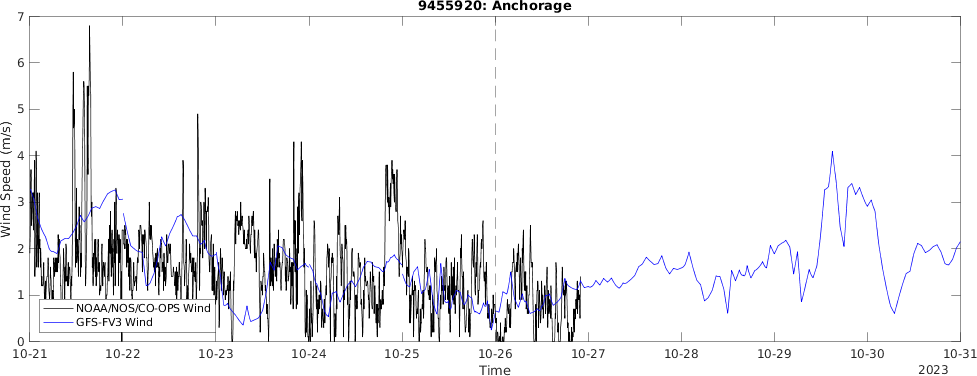 9455920: Anchorage
7
6
5
4
3
2
1
0
Wind Speed (m/s)
NOAA/NOS/CO-OPS Wind
GFS-FV3 Wind
10-21 10-22 10-23 10-24 10-25 10-26 10-27 10-28 10-29 10-30 10-31
Time
2023